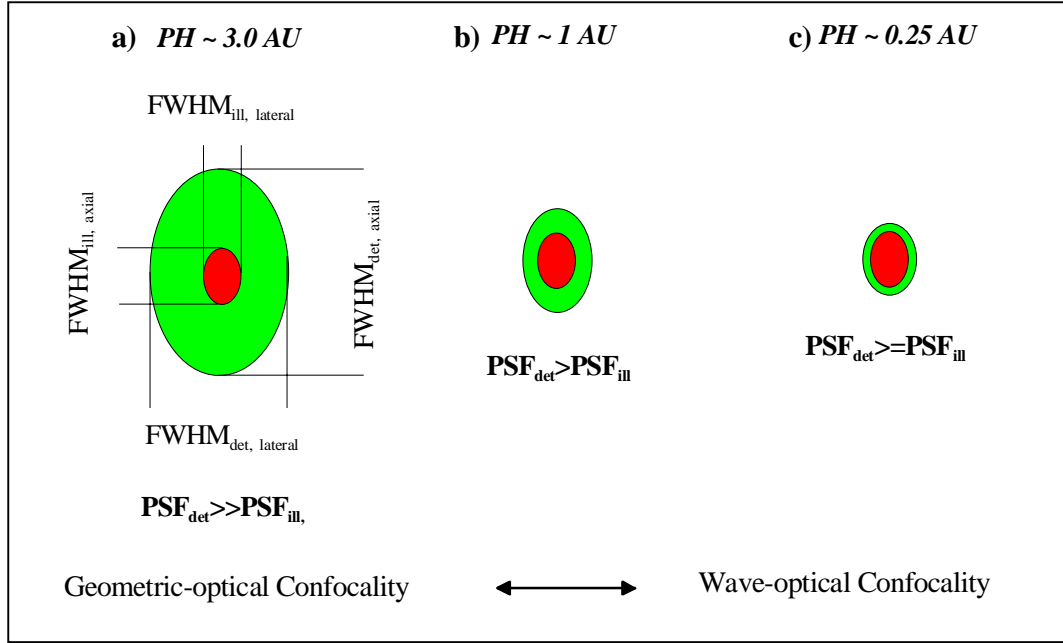 a) PH ~ 3.0 AU
b) PH ~ 1 AU
c) PH ~ 0.25 AU
FWHMill, lateral
FWHMill, axial
FWHMdet, axial
FWHMdet, lateral
PSFdet>>PSFill,
PSFdet>PSFill
PSFdet>=PSFill
Geometric-optical Confocality
Wave-optical Confocality